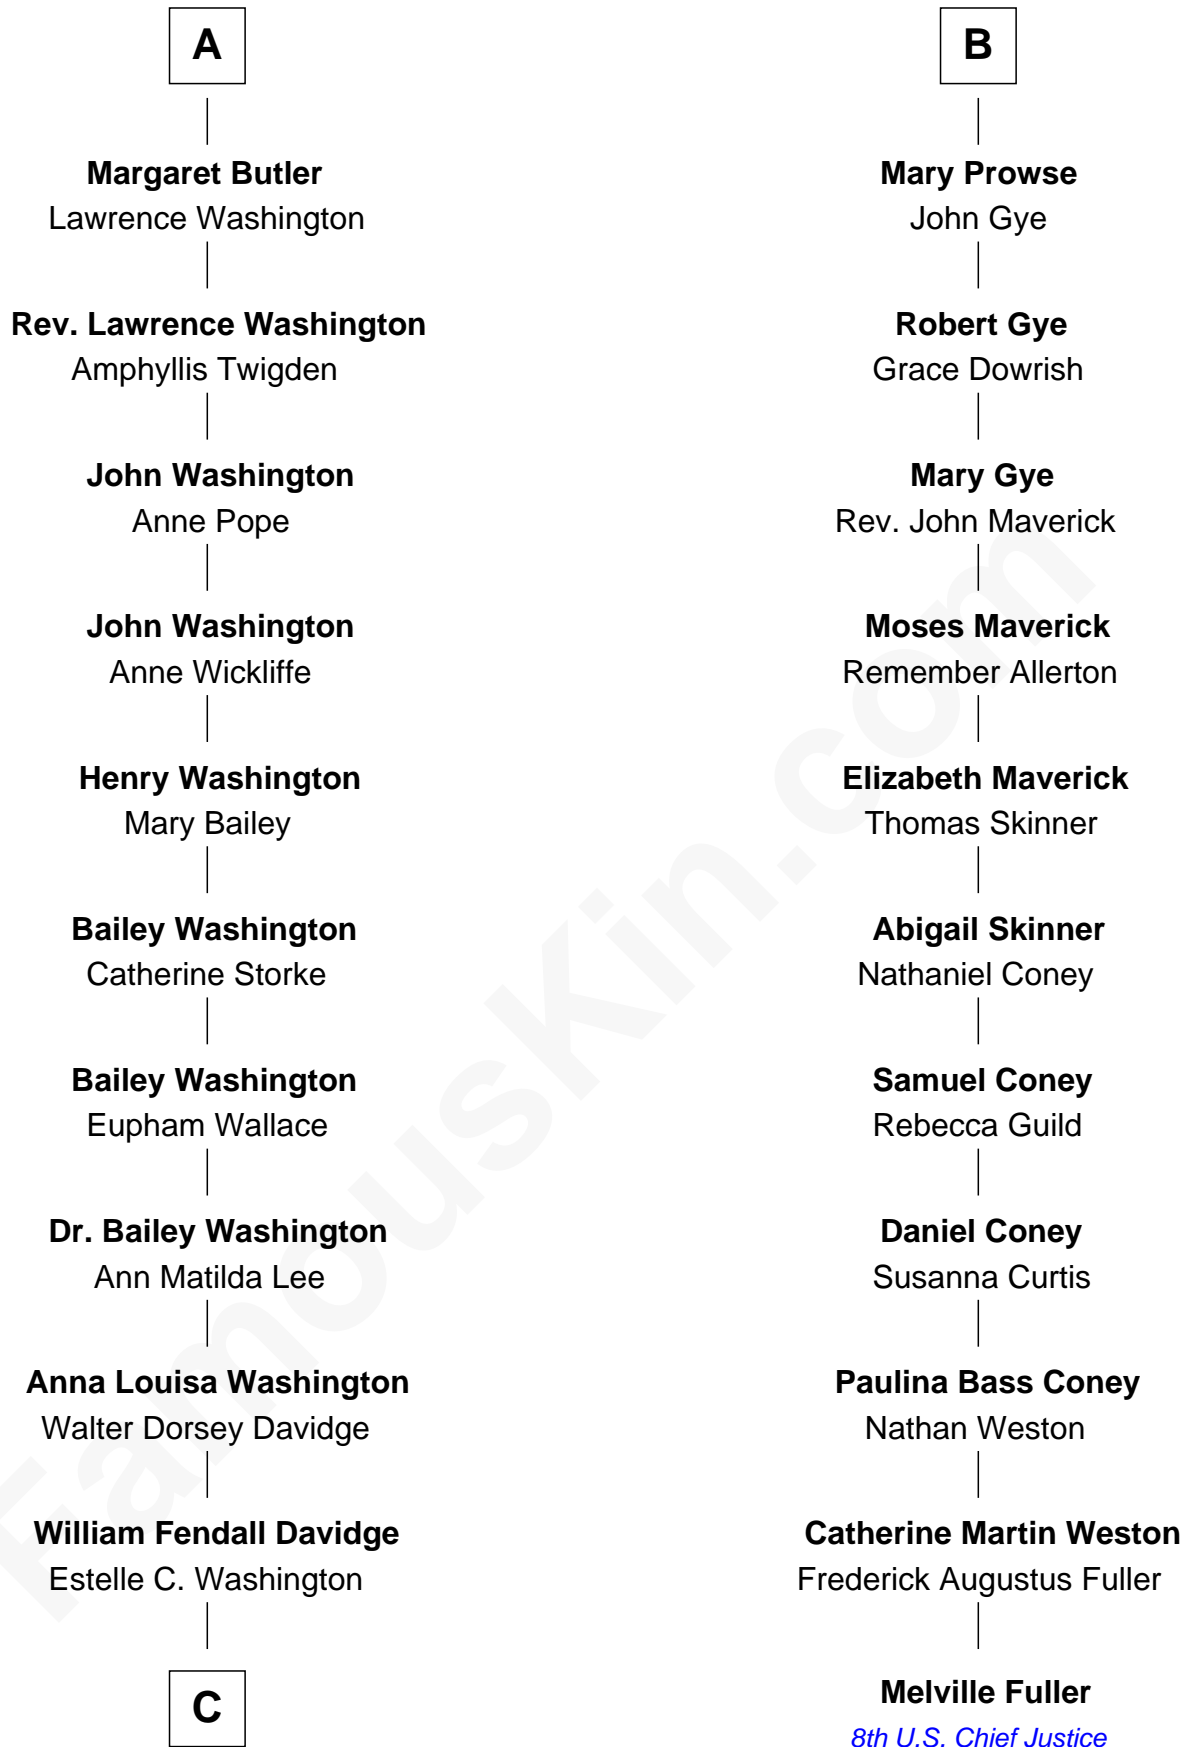 A
Margaret Butler
Lawrence Washington
Rev. Lawrence Washington
Amphyllis Twigden
John Washington
Anne Pope
John Washington
Anne Wickliffe
Henry Washington
Mary Bailey
Bailey Washington
Catherine Storke
Bailey Washington
Eupham Wallace
Dr. Bailey Washington
Ann Matilda Lee
Anna Louisa Washington
Walter Dorsey Davidge
William Fendall Davidge
Estelle C. Washington
C
B
Mary Prowse
John Gye
Robert Gye
Grace Dowrish
Mary Gye
Rev. John Maverick
Moses Maverick
Remember Allerton
Elizabeth Maverick
Thomas Skinner
Abigail Skinner
Nathaniel Coney
Samuel Coney
Rebecca Guild
Daniel Coney
Susanna Curtis
Paulina Bass Coney
Nathan Weston
Catherine Martin Weston
Frederick Augustus Fuller
Melville Fuller
8th U.S. Chief Justice
FamousKin.com